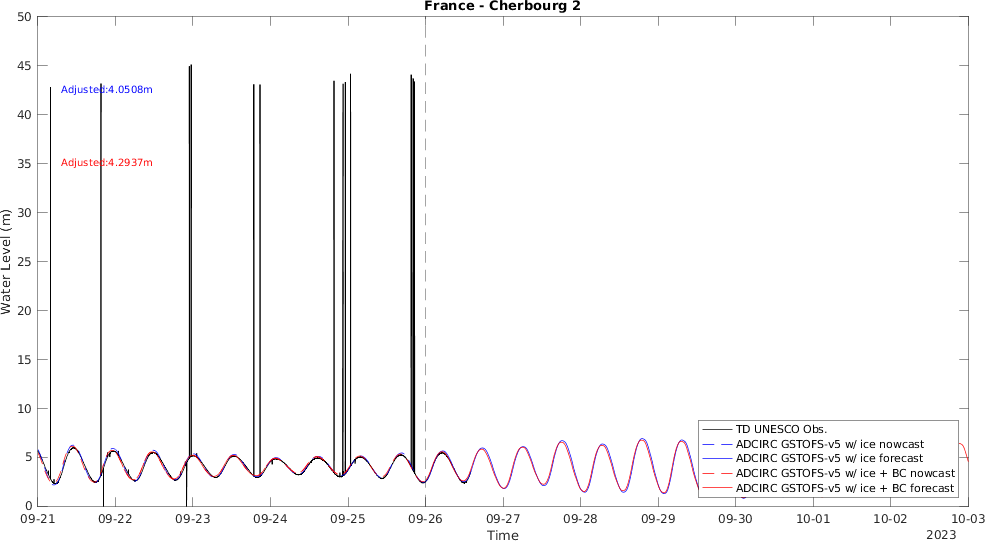 France - Cherbourg 2
50
45
40
35
30
25
20
15
10
5
0
Water Level (m)
Adjusted:4.0508m
Adjusted:4.2937m
TD UNESCO Obs.
ADCIRC GSTOFS-v5 w/ ice nowcast
ADCIRC GSTOFS-v5 w/ ice forecast
ADCIRC GSTOFS-v5 w/ ice + BC nowcast
ADCIRC GSTOFS-v5 w/ ice + BC forecast
09-21 09-22 09-23 09-24 09-25 09-26 09-27 09-28 09-29 09-30 10-01 10-02 10-03
Time
2023